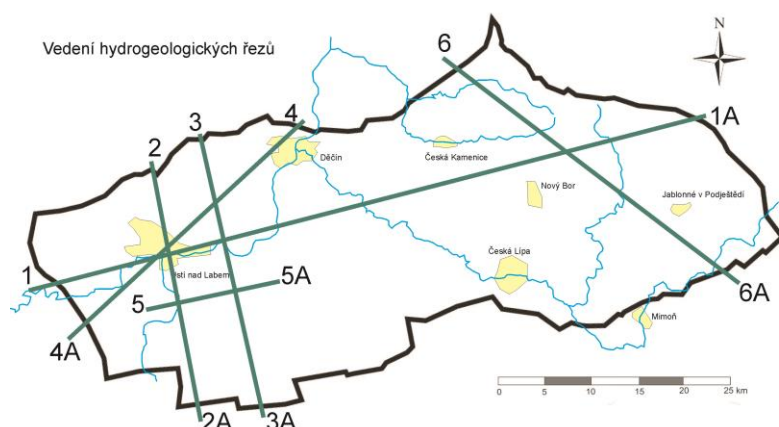 Vedení hydrogeologických řezů
6
N
1A
4
3
2
Děčín
Česká Kamenice
Nový Bor
Jablonné v Podještědí
Česká Lípa
Ústí nad Labem
1
5A
5
6A
Mimoň
4A
2A
3A
0 5 10 15 20 25 km